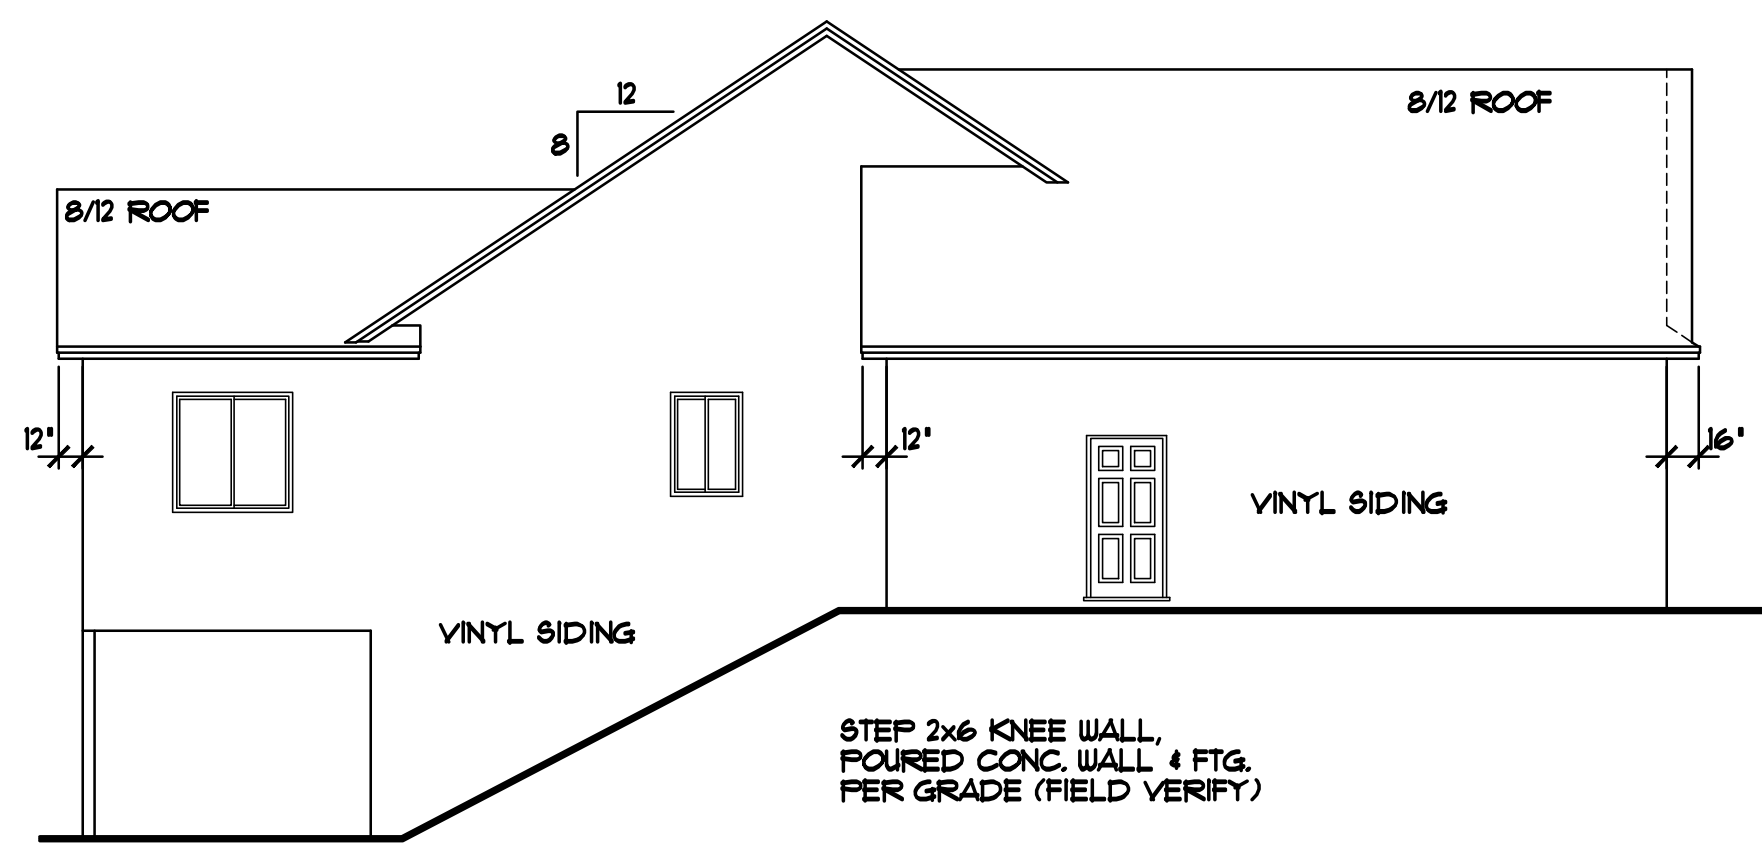 12
8
8/12 ROOF
8/12 ROOF
12"
12"
16"
VINYL SIDING
VINYL SIDING
STEP 2x6 KNEE WALL,
POURED CONC. WALL & FTG.
PER GRADE (FIELD VERIFY)